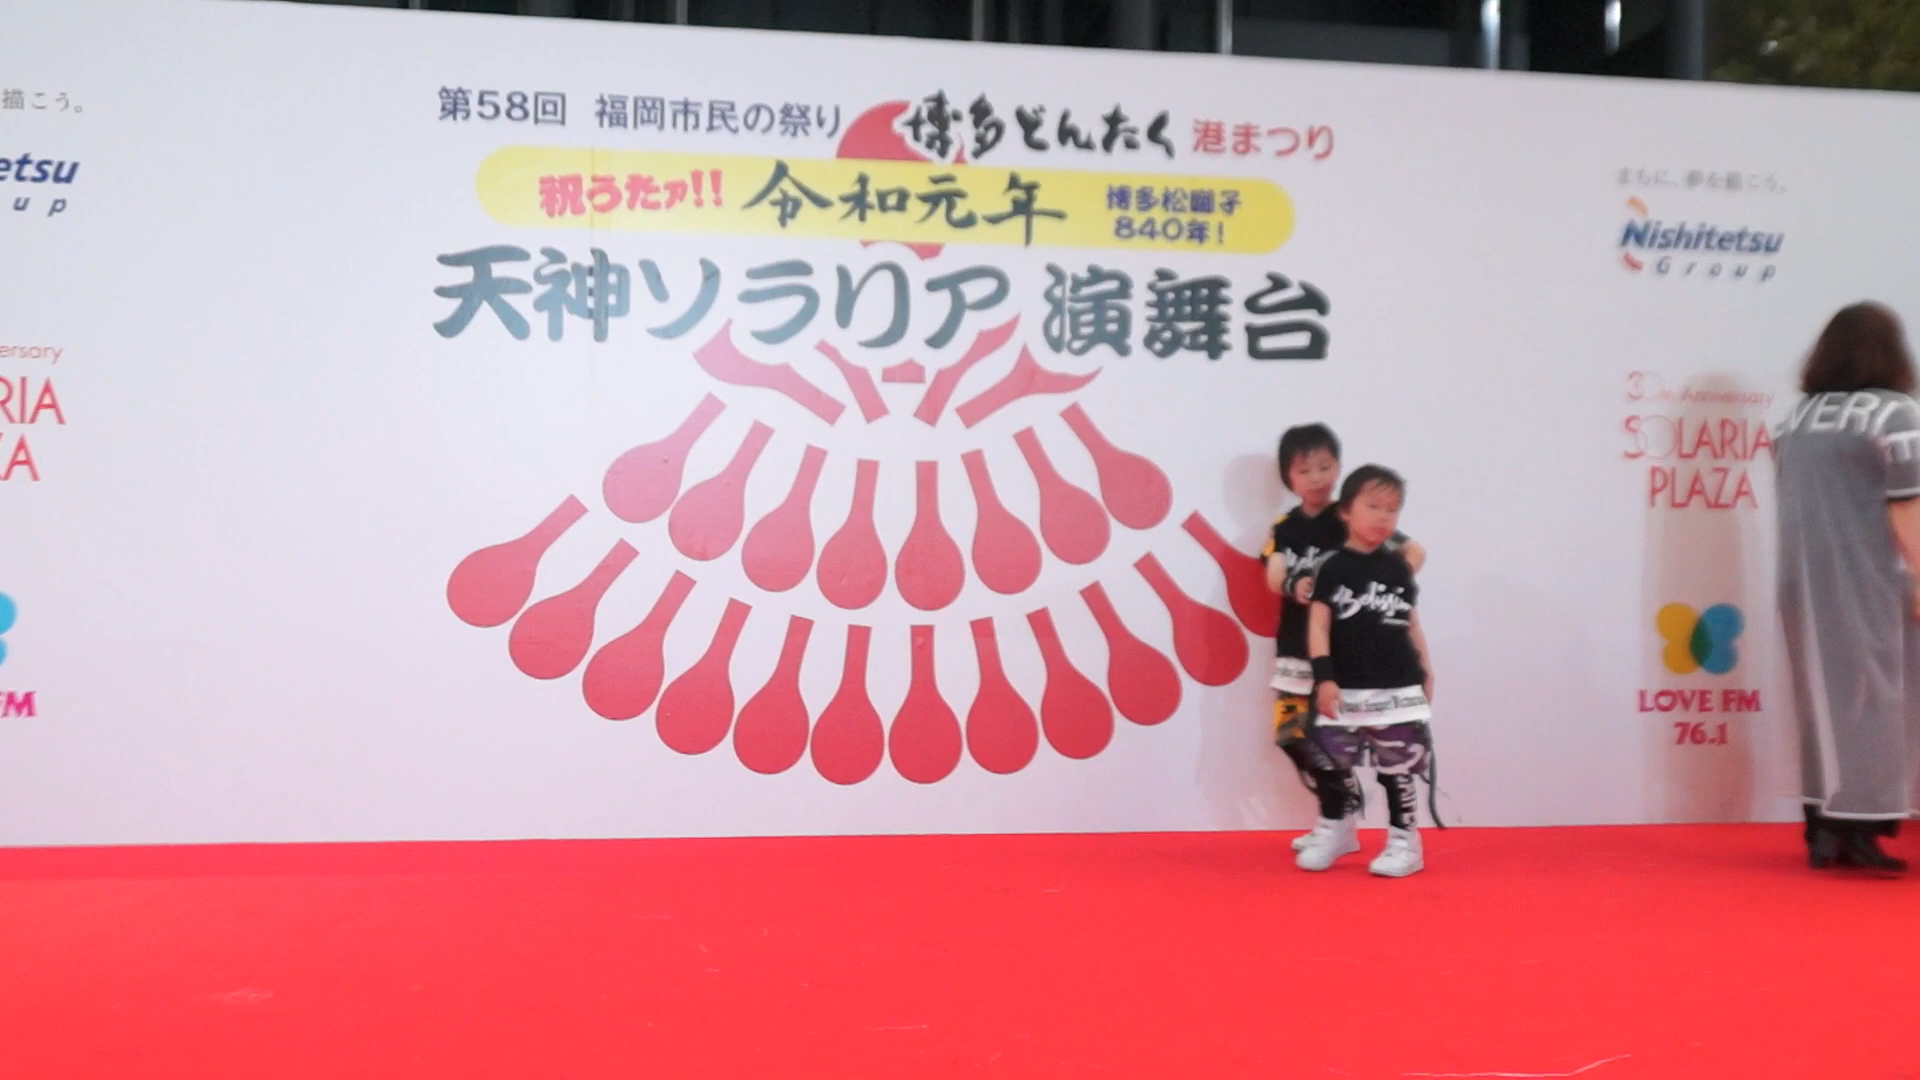 描こう。
etsu
up
ersary
RIA
ZA
FM
第58回 福岡市民の祭り 博多どんたく 港まつり
祝うたァ!! 令和元年 博多松囃子
840年!
天神ソラリア 演舞台
まちに、夢を描こう。
Nishitetsu
Group
30th Anniversary
SOLARIA
PLAZA
LOVE FM
76.1